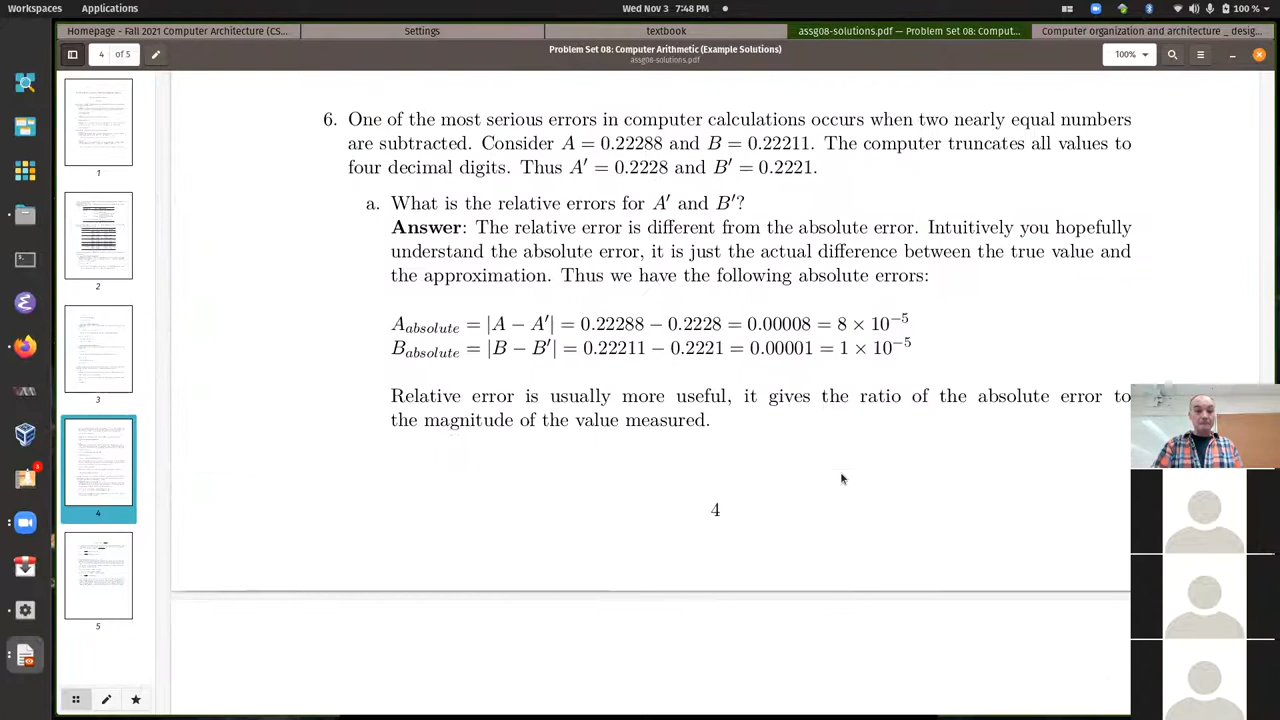 Workspaces Applications Wed Nov 3 7:48 PM 100 %
Homepage - Fall 2021 Computer Architecture (CS... Settings textbook assg08-solutions.pdf — Problem Set 08: Comput... Computer organization and architecture _ desig...
4 of 5 Problem Set 08: Computer Arithmetic (Example Solutions) 100%
assg08-solutions.pdf
6. One of the most serious errors in computer calculations occurs when two nearly equal numbers
are subtracted. Consider A = 0.22288 and B = 0.22211. The computer truncates all values to
four decimal digits. Thus A′ = 0.2228 and B′ = 0.2221.
a. What is the relative errors for A′ and B′?
Answer: The relative error is different from the absolute error. Intuitively you hopefully
understand the absolute error, it is just the actual difference between the true value and
the approximation. Thus we have the following absolute errors:
A_absolute = |A − A′| = 0.22288 − 0.2228 = 0.00008 = 8 × 10^−5
B_absolute = |B − B′| = 0.22211 − 0.2221 = 0.00001 = 1 × 10^−5
Relative error is usually more useful, it gives the ratio of the absolute error to
the magnitude of the value measured.
4
1
2
3
4
5